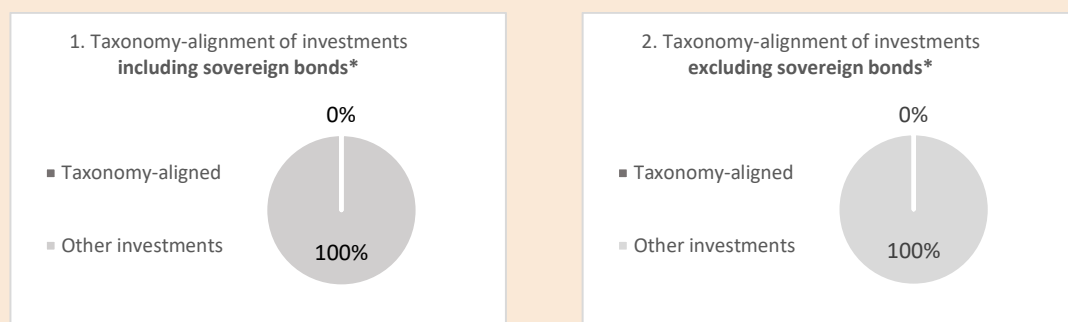 1. Taxonomy-alignment of investments
including sovereign bonds*
0%
Taxonomy-aligned
Other investments
100%
2. Taxonomy-alignment of investments
excluding sovereign bonds*
0%
Taxonomy-aligned
Other investments
100%